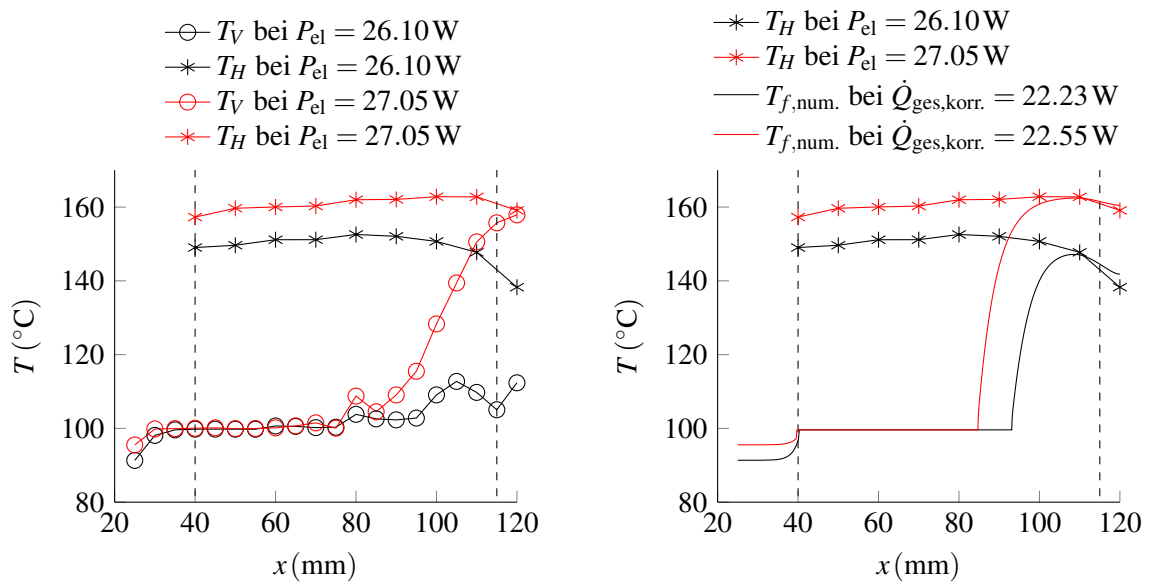 T_V bei P_el = 26.10 W
T_H bei P_el = 26.10 W
T_V bei P_el = 27.05 W
T_H bei P_el = 27.05 W
160
140
120
100
80
T (°C)
20 40 60 80 100 120
x (mm)
T_H bei P_el = 26.10 W
T_H bei P_el = 27.05 W
T_f,num. bei Q̇_ges,korr. = 22.23 W
T_f,num. bei Q̇_ges,korr. = 22.55 W
160
140
120
100
80
T (°C)
20 40 60 80 100 120
x (mm)